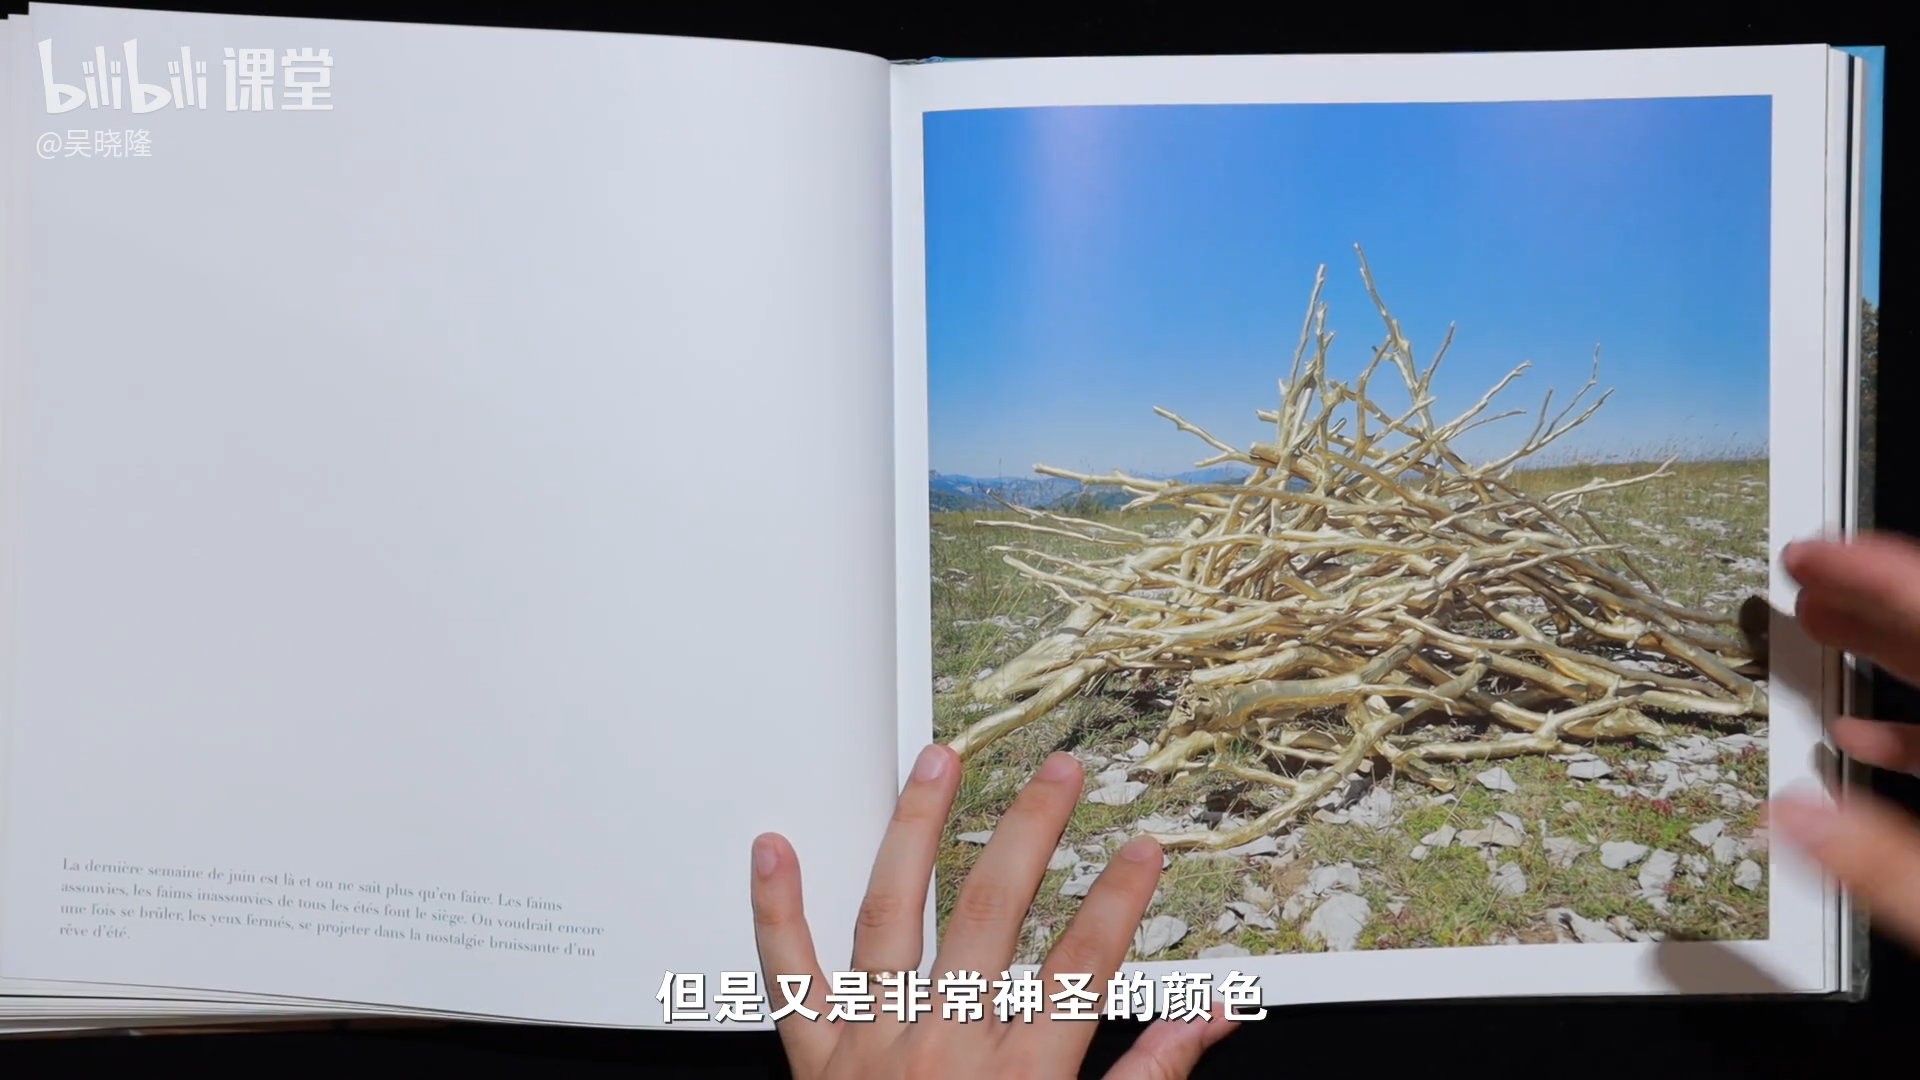 bilibili 课堂
@吴晓隆
La dernière semaine de juin est là et on ne sait plus qu'en faire. Les faims
assouvies, les faims inassouvies de tous les étés font le siège. On voudrait encore
une fois se brûler, les yeux fermés, se projeter dans la nostalgie bruissante d'un
rêve d'été.
但是又是非常神圣的颜色